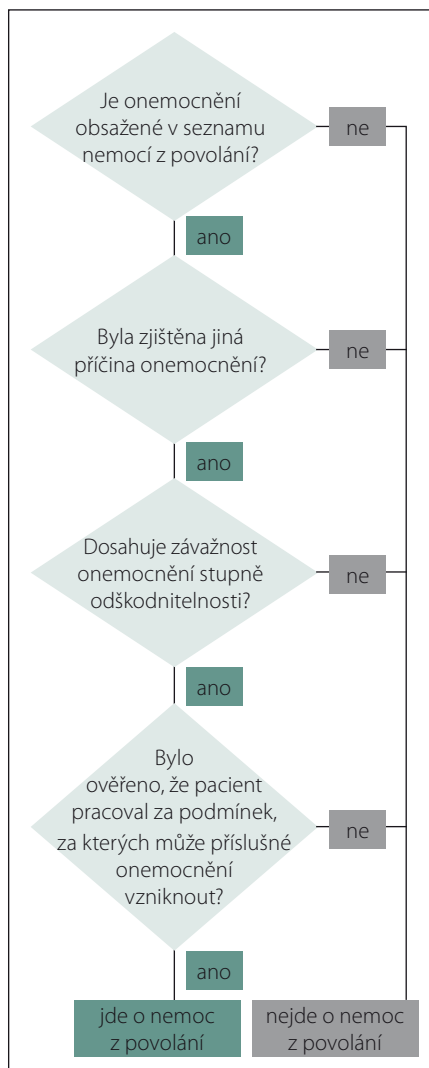 Je onemocnění
obsažené v seznamu
nemocí z povolání?
ne
ano
Byla zjištěna jiná
příčina onemocnění?
ne
ano
Dosahuje závažnost
onemocnění stupně
odškodnitelnosti?
ne
ano
Bylo
ověřeno, že pacient
pracoval za podmínek,
za kterých může příslušné
onemocnění
vzniknout?
ne
ano
jde o nemoc
z povolání
nejde o nemoc
z povolání